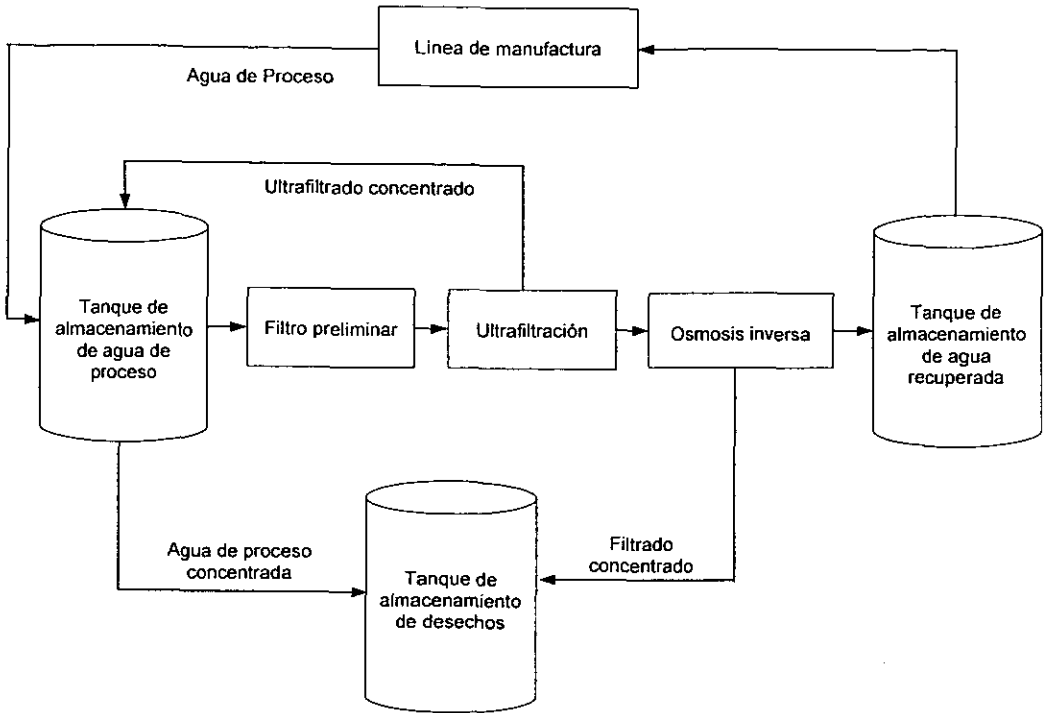 Linea de manufactura
Agua de Proceso
Ultrafiltrado concentrado
Tanque de
almacenamiento
de agua de
proceso
Filtro preliminar
Ultrafiltración
Osmosis inversa
Tanque de
almacenamiento
de agua
recuperada
Agua de proceso
concentrada
Filtrado
concentrado
Tanque de
almacenamiento
de desechos